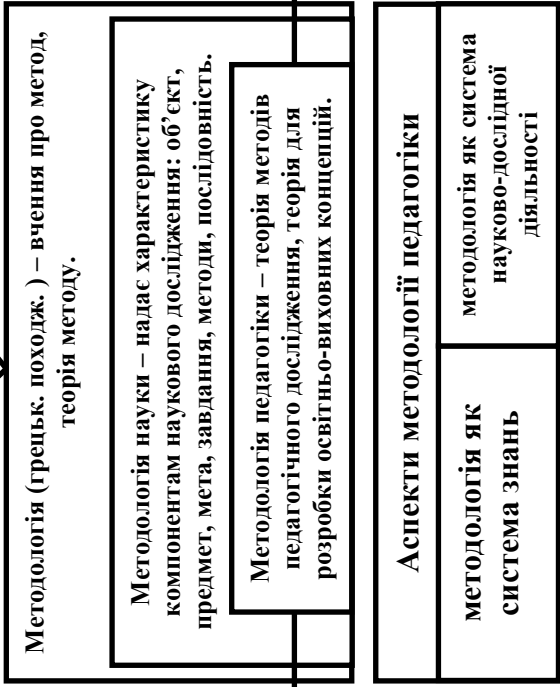 Методологія (грецьк. походж. ) – вчення про метод,
теорія методу.
Методологія науки – надає характеристику
компонентам наукового дослідження: об’єкт,
предмет, мета, завдання, методи, послідовність.
Методологія педагогіки – теорія методів
педагогічного дослідження, теорія для
розробки освітньо-виховних концепцій.
Аспекти методології педагогіки
методологія як
система знань
методологія як система
науково-дослідної
діяльності